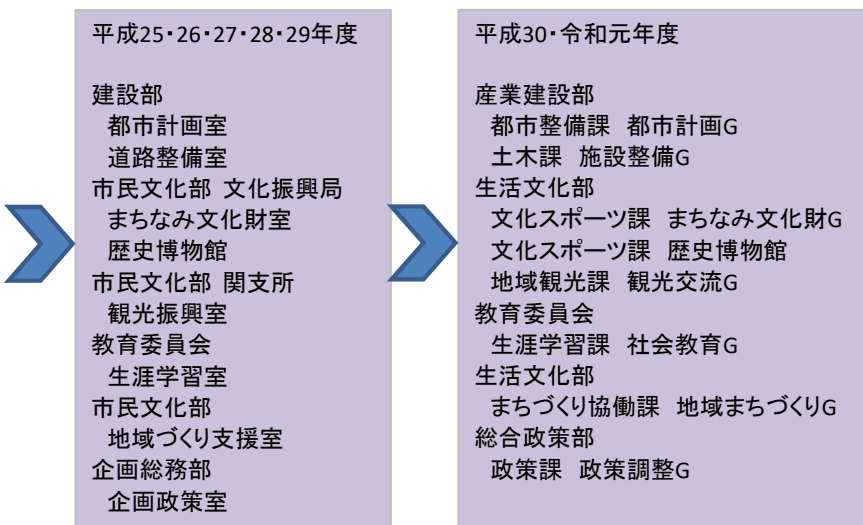 平成25・26・27・28・29年度
建設部
都市計画室
道路整備室
市民文化部 文化振興局
まちなみ文化財室
歴史博物館
市民文化部 関支所
観光振興室
教育委員会
生涯学習室
市民文化部
地域づくり支援室
企画総務部
企画政策室
平成30・令和元年度
産業建設部
都市整備課 都市計画G
土木課 施設整備G
生活文化部
文化スポーツ課 まちなみ文化財G
文化スポーツ課 歴史博物館
地域観光課 観光交流G
教育委員会
生涯学習課 社会教育G
生活文化部
まちづくり協働課 地域まちづくりG
総合政策部
政策課 政策調整G